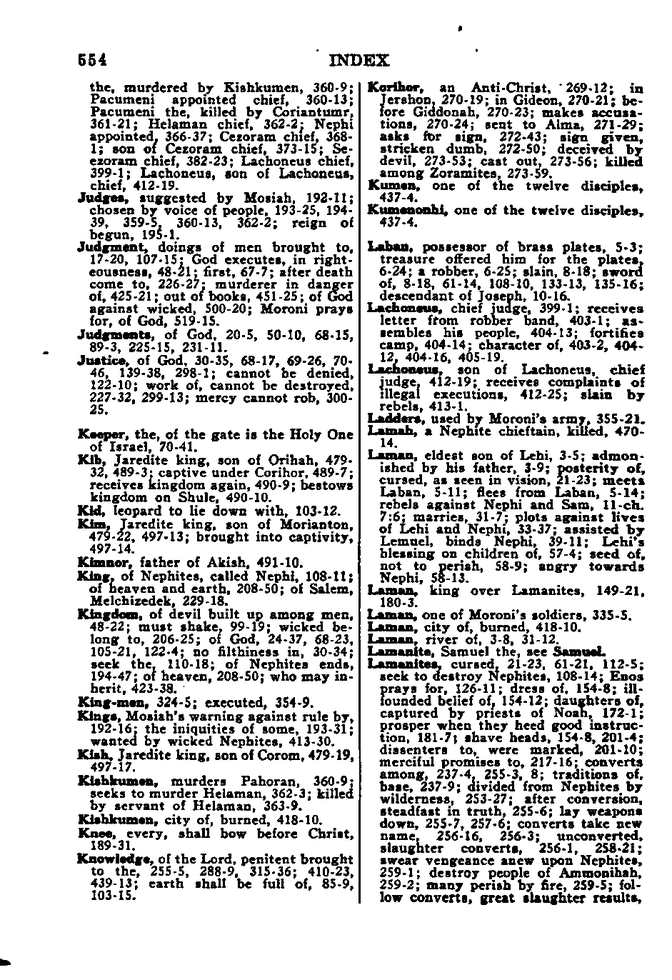 554
INDEX
the, murdered by Kishkumen, 360-9;
Pacumeni appointed chief, 360-13;
Pacumeni the, killed by Coriantumr,
361-21; Helaman chief, 362-2; Nephi
appointed, 366-37; Cezoram chief, 368-
1; son of Cezoram chief, 373-15; Se-
ezoram chief, 382-23; Lachoneus chief,
399-1; Lachoneus, son of Lachoneus,
chief, 412-19.
Judges, suggested by Mosiah, 192-11;
chosen by voice of people, 193-25, 194-
39, 359-5, 360-13, 362-2; reign of
begun, 195-1.
Judgment, doings of men brought to,
17-20, 107-15; God executes, in right-
eousness, 48-21; first, 67-7; after death
come to, 226-27; murderer in danger
of, 425-21; out of books, 451-25; of God
against wicked, 500-20; Moroni prays
for, of God, 519-15.
Judgments, of God, 20-5, 50-10, 68-15,
89-3, 225-15, 231-11.
Justice, of God, 30-35, 68-17, 69-26, 70-
46, 139-38, 298-1; cannot be denied,
122-10; work of, cannot be destroyed,
227-32, 299-13; mercy cannot rob, 300-
25.
Keeper, the, of the gate is the Holy One
of Israel, 70-41.
Kib, Jaredite king, son of Orihah, 479-
32, 489-3; captive under Corihor, 489-7;
receives kingdom again, 490-9; bestows
kingdom on Shule, 490-10.
Kid, leopard to lie down with, 103-12.
Kim, Jaredite king, son of Morianton,
479-22, 497-13; brought into captivity,
497-14.
Kimnor, father of Akish, 491-10.
King, of Nephites, called Nephi, 108-11;
of heaven and earth, 208-50; of Salem,
Melchizedek, 229-18.
Kingdom, of devil built up among men,
48-22; must shake, 99-19; wicked be-
long to, 206-25; of God, 24-37, 68-23,
105-21, 122-4; no filthiness in, 30-34;
seek the, 110-18; of Nephites ends,
194-47; of heaven, 208-50; who may in-
herit, 423-38.
King-men, 324-5; executed, 354-9.
Kings, Mosiah's warning against rule by,
192-16; the iniquities of some, 193-31;
wanted by wicked Nephites, 413-30.
Kish, Jaredite king, son of Corom, 479-19,
497-17.
Kishkumen, murders Pahoran, 360-9;
seeks to murder Helaman, 362-3; killed
by servant of Helaman, 363-9.
Kishkumen, city of, burned, 418-10.
Knee, every, shall bow before Christ,
189-31.
Knowledge, of the Lord, penitent brought
to the, 255-5, 288-9, 315-36; 410-23,
439-13; earth shall be full of, 85-9,
103-15.
Korihor, an Anti-Christ, 269-12; in
Jershon, 270-19; in Gideon, 270-21; be-
fore Giddonah, 270-23; makes accusa-
tions, 270-24; sent to Alma, 271-29;
asks for sign, 272-43; sign given,
stricken dumb, 272-50; deceived by
devil, 273-53; cast out, 273-56; killed
among Zoramites, 273-59.
Kumen, one of the twelve disciples,
437-4.
Kumenonhi, one of the twelve disciples,
437-4.
Laban, possessor of brass plates, 5-3;
treasure offered him for the plates,
6-24; a robber, 6-25; slain, 8-18; sword
of, 8-18, 61-14, 108-10, 133-13, 135-16;
descendant of Joseph, 10-16.
Lachoneus, chief judge, 399-1; receives
letter from robber band, 403-1; as-
sembles his people, 404-13; fortifies
camp, 404-14; character of, 403-2, 404-
12, 404-16, 405-19.
Lachoneus, son of Lachoneus, chief
judge, 412-19; receives complaints of
illegal executions, 412-25; slain by
rebels, 413-1.
Ladders, used by Moroni's army, 355-21.
Lamah, a Nephite chieftain, killed, 470-
14.
Laman, eldest son of Lehi, 3-5; admon-
ished by his father, 3-9; posterity of,
cursed, as seen in vision, 21-23; meets
Laban, 5-11; flees from Laban, 5-14;
rebels against Nephi and Sam, 11-ch.
7:6; marries, 31-7; plots against lives
of Lehi and Nephi, 33-37; assisted by
Lemuel, binds Nephi, 39-11; Lehi's
blessing on children of, 57-4; seed of,
not to perish, 58-9; angry towards
Nephi, 58-13.
Laman, king over Lamanites, 149-21,
180-3.
Laman, one of Moroni's soldiers, 335-5.
Laman, city of, burned, 418-10.
Laman, river of, 3-8, 31-12.
Lamanite, Samuel the, see Samuel.
Lamanites, cursed, 21-23, 61-21, 112-5;
seek to destroy Nephites, 108-14; Enos
prays for, 126-11; dress of, 154-8; ill-
founded belief of, 154-12; daughters of,
captured by priests of Noah, 172-1;
prosper when they heed good instruc-
tion, 181-7; shave heads, 154-8, 201-4;
dissenters to, were marked, 201-10;
merciful promises to, 217-16; converts
among, 237-4, 255-3, 8; traditions of,
base, 237-9; divided from Nephites by
wilderness, 253-27; after conversion,
steadfast in truth, 255-6; lay weapons
down, 255-7, 257-6; converts take new
name, 256-16, 256-3; unconverted,
slaughter converts, 256-1, 258-21;
swear vengeance anew upon Nephites,
259-1; destroy people of Ammonihah,
259-2; many perish by fire, 259-5; fol-
low converts, great slaughter results,